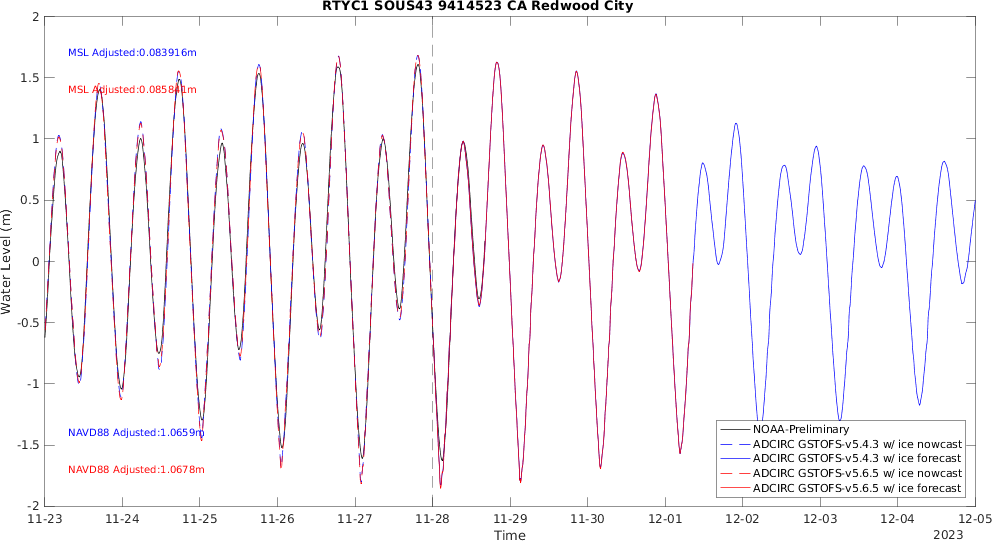 RTYC1 SOUS43 9414523 CA Redwood City
Water Level (m)
2
1.5
1
0.5
0
-0.5
-1
-1.5
-2
MSL Adjusted:0.083916m
MSL Adjusted:0.085841m
NAVD88 Adjusted:1.0659m
NAVD88 Adjusted:1.0678m
NOAA-Preliminary
ADCIRC GSTOFS-v5.4.3 w/ ice nowcast
ADCIRC GSTOFS-v5.4.3 w/ ice forecast
ADCIRC GSTOFS-v5.6.5 w/ ice nowcast
ADCIRC GSTOFS-v5.6.5 w/ ice forecast
11-23 11-24 11-25 11-26 11-27 11-28 11-29 11-30 12-01 12-02 12-03 12-04 12-05
Time
2023